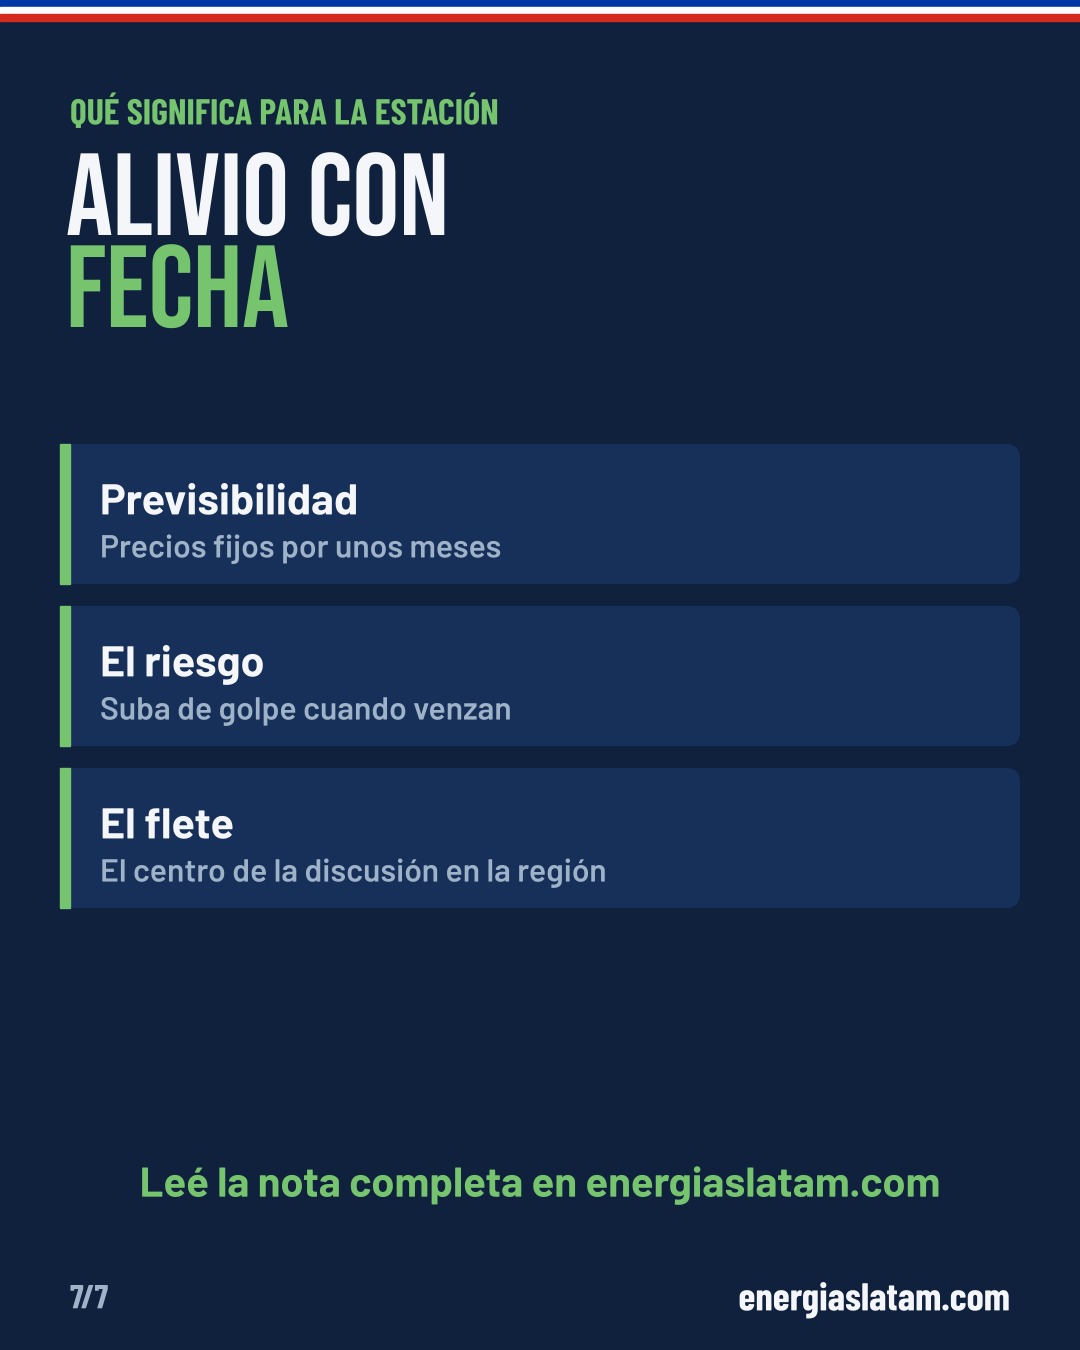 QUÉ SIGNIFICA PARA LA ESTACIÓN
ALIVIO CON
FECHA
Previsibilidad
Precios fijos por unos meses
El riesgo
Suba de golpe cuando venzan
El flete
El centro de la discusión en la región
Leé la nota completa en energiaslatam.com
7/7
energiaslatam.com